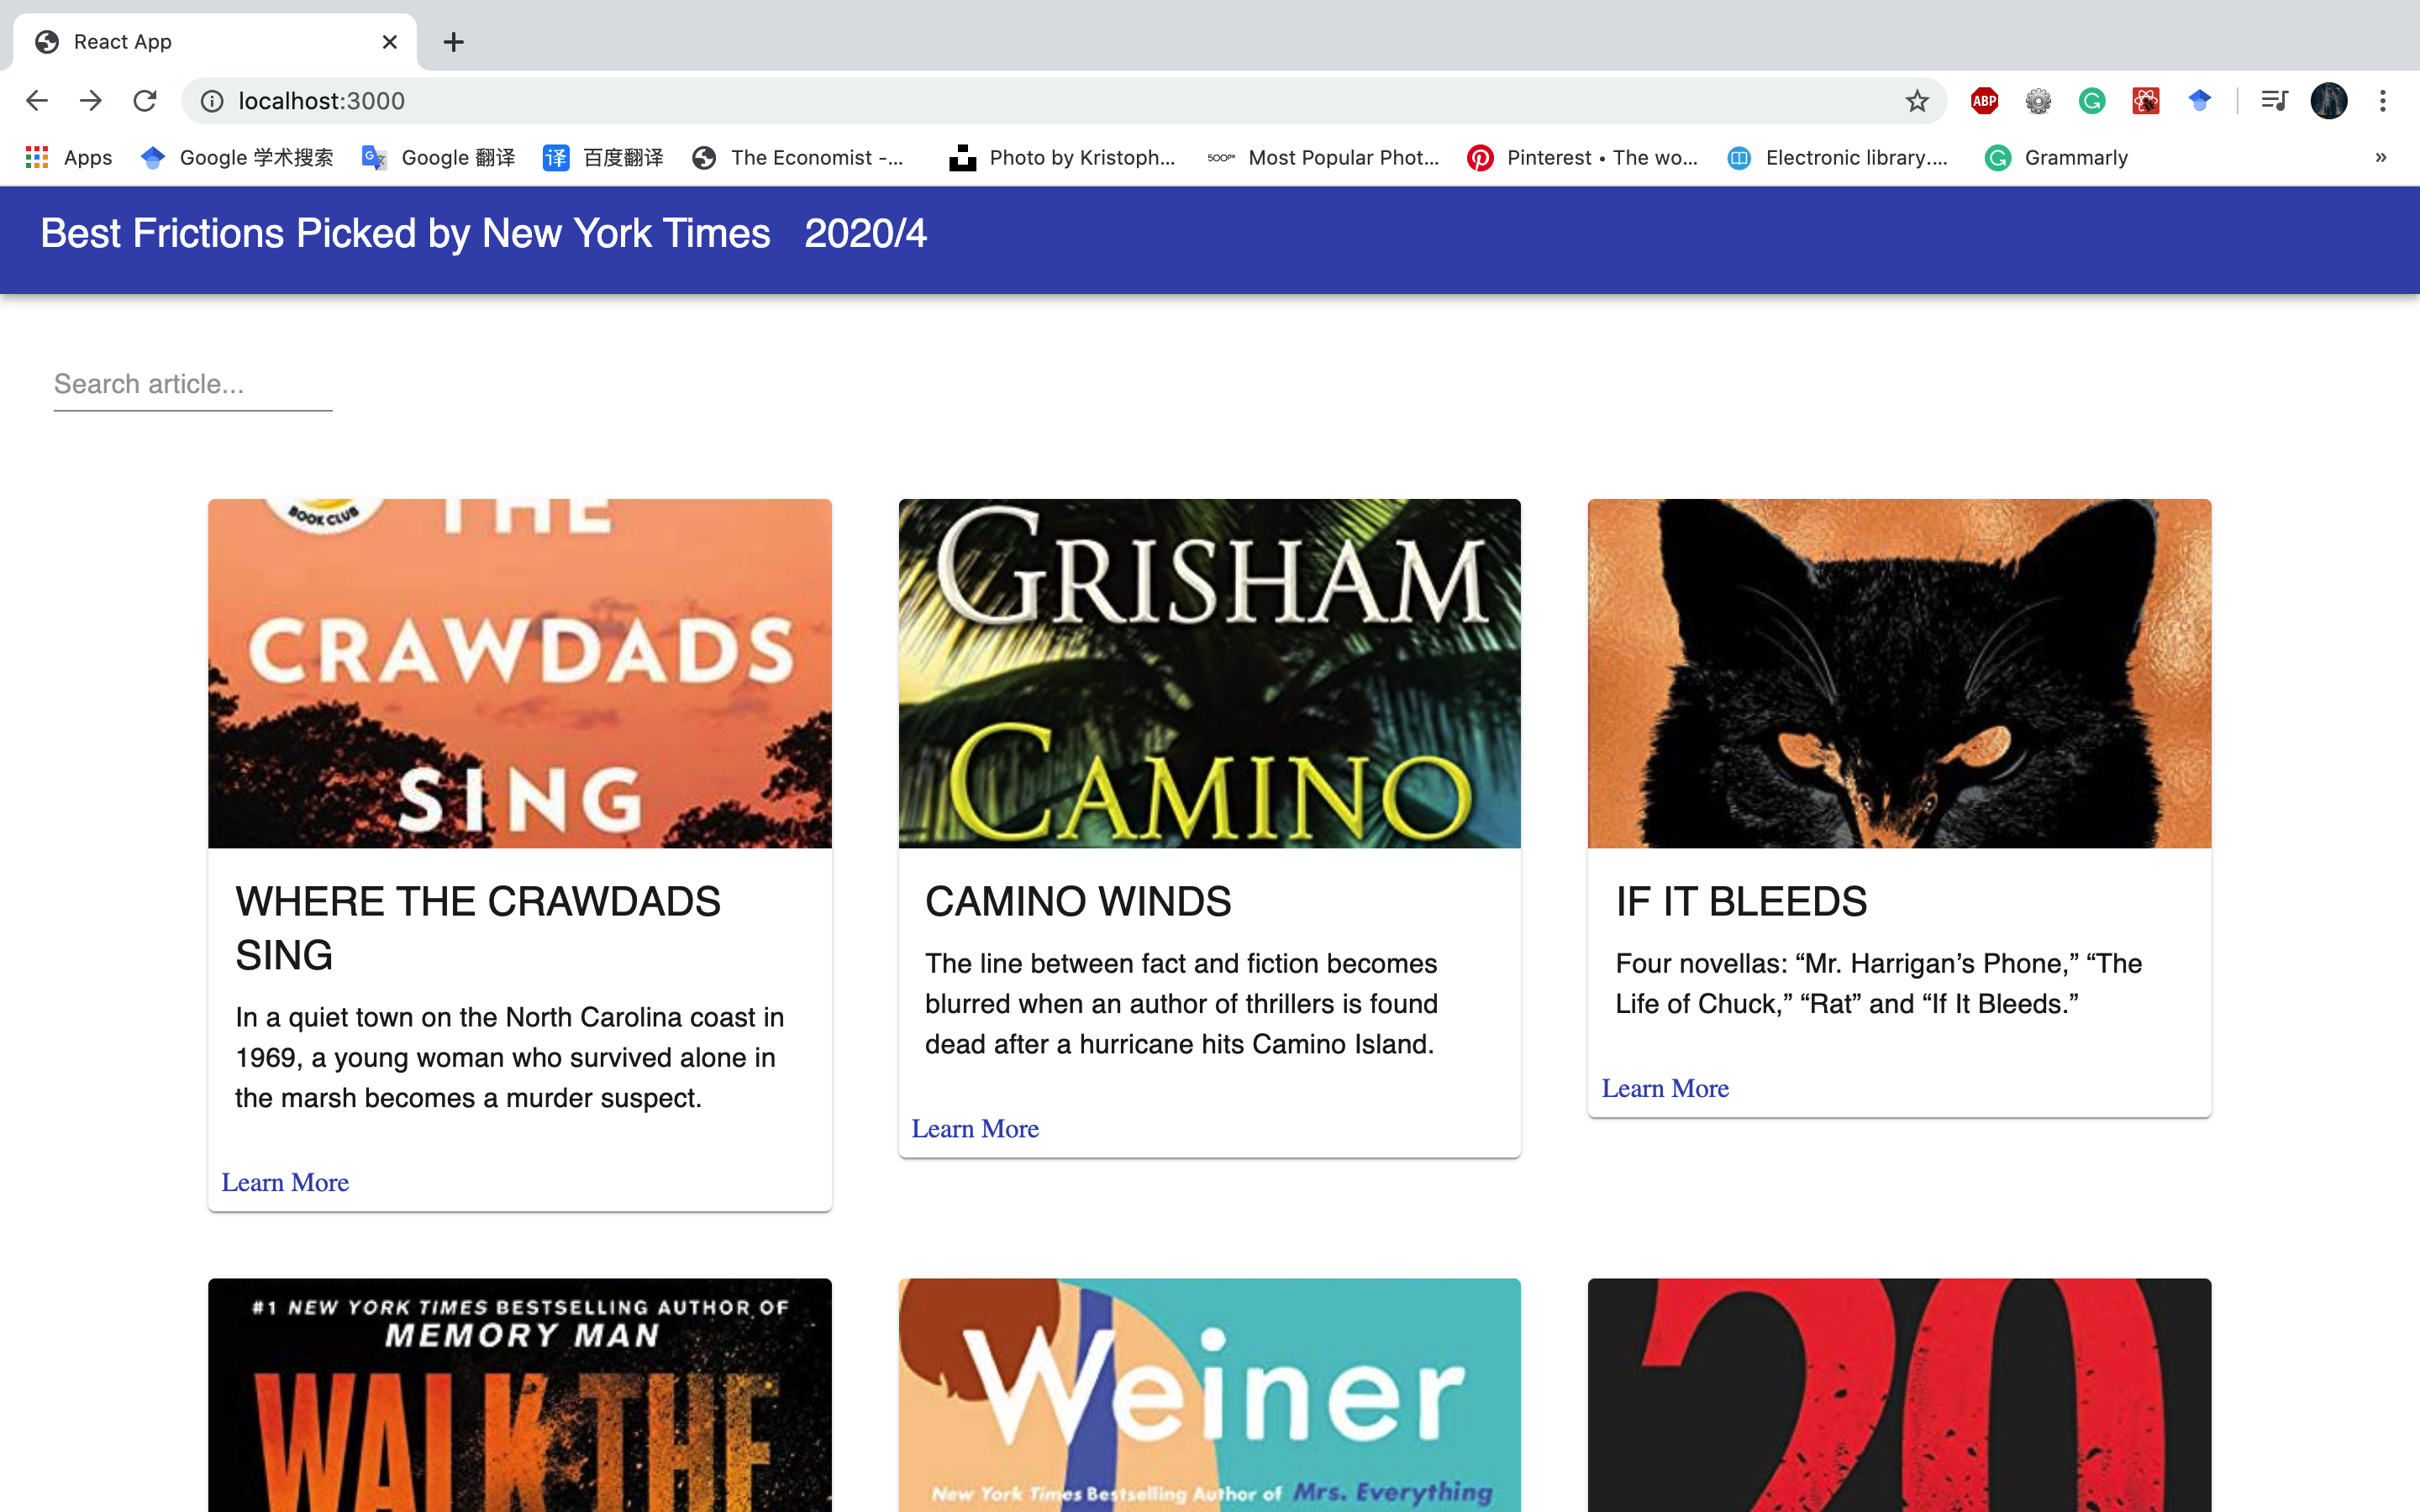 React App
localhost:3000
ABP
Apps
Google 学术搜索
Google 翻译
译 百度翻译
The Economist -...
Photo by Kristoph...
500px Most Popular Phot...
Pinterest • The wo...
Electronic library....
Grammarly
»
Best Frictions Picked by New York Times 2020/4
Search article...
BOOK CLUB
THE
CRAWDADS
SING
WHERE THE CRAWDADS
SING
In a quiet town on the North Carolina coast in
1969, a young woman who survived alone in
the marsh becomes a murder suspect.
Learn More
GRISHAM
CAMINO
CAMINO WINDS
The line between fact and fiction becomes
blurred when an author of thrillers is found
dead after a hurricane hits Camino Island.
Learn More
IF IT BLEEDS
Four novellas: “Mr. Harrigan’s Phone,” “The
Life of Chuck,” “Rat” and “If It Bleeds.”
Learn More
#1 NEW YORK TIMES BESTSELLING AUTHOR OF
MEMORY MAN
WALK THE
Weiner
New York Times Bestselling Author of Mrs. Everything
20